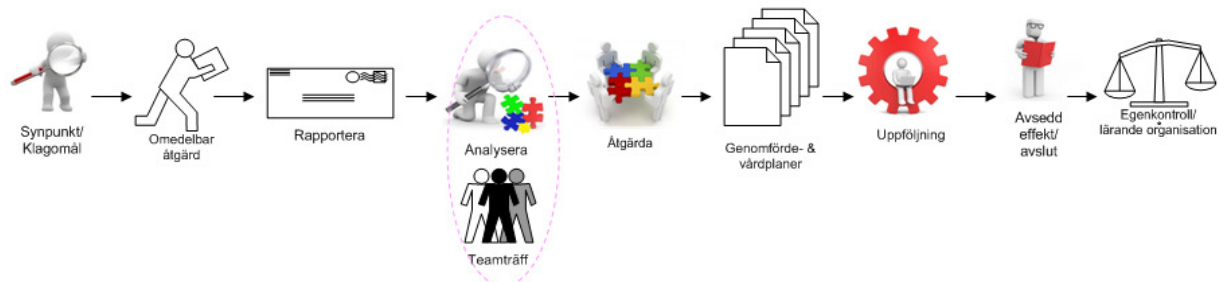 Synpunkt/
Klagomål
Omedelbar
åtgärd
Rapportera
Analysera
Teamträff
Åtgärda
Genomförde- &
vårdplaner
Uppföljning
Avsedd
effekt/
avslut
Egenkontroll/
lärande organisation